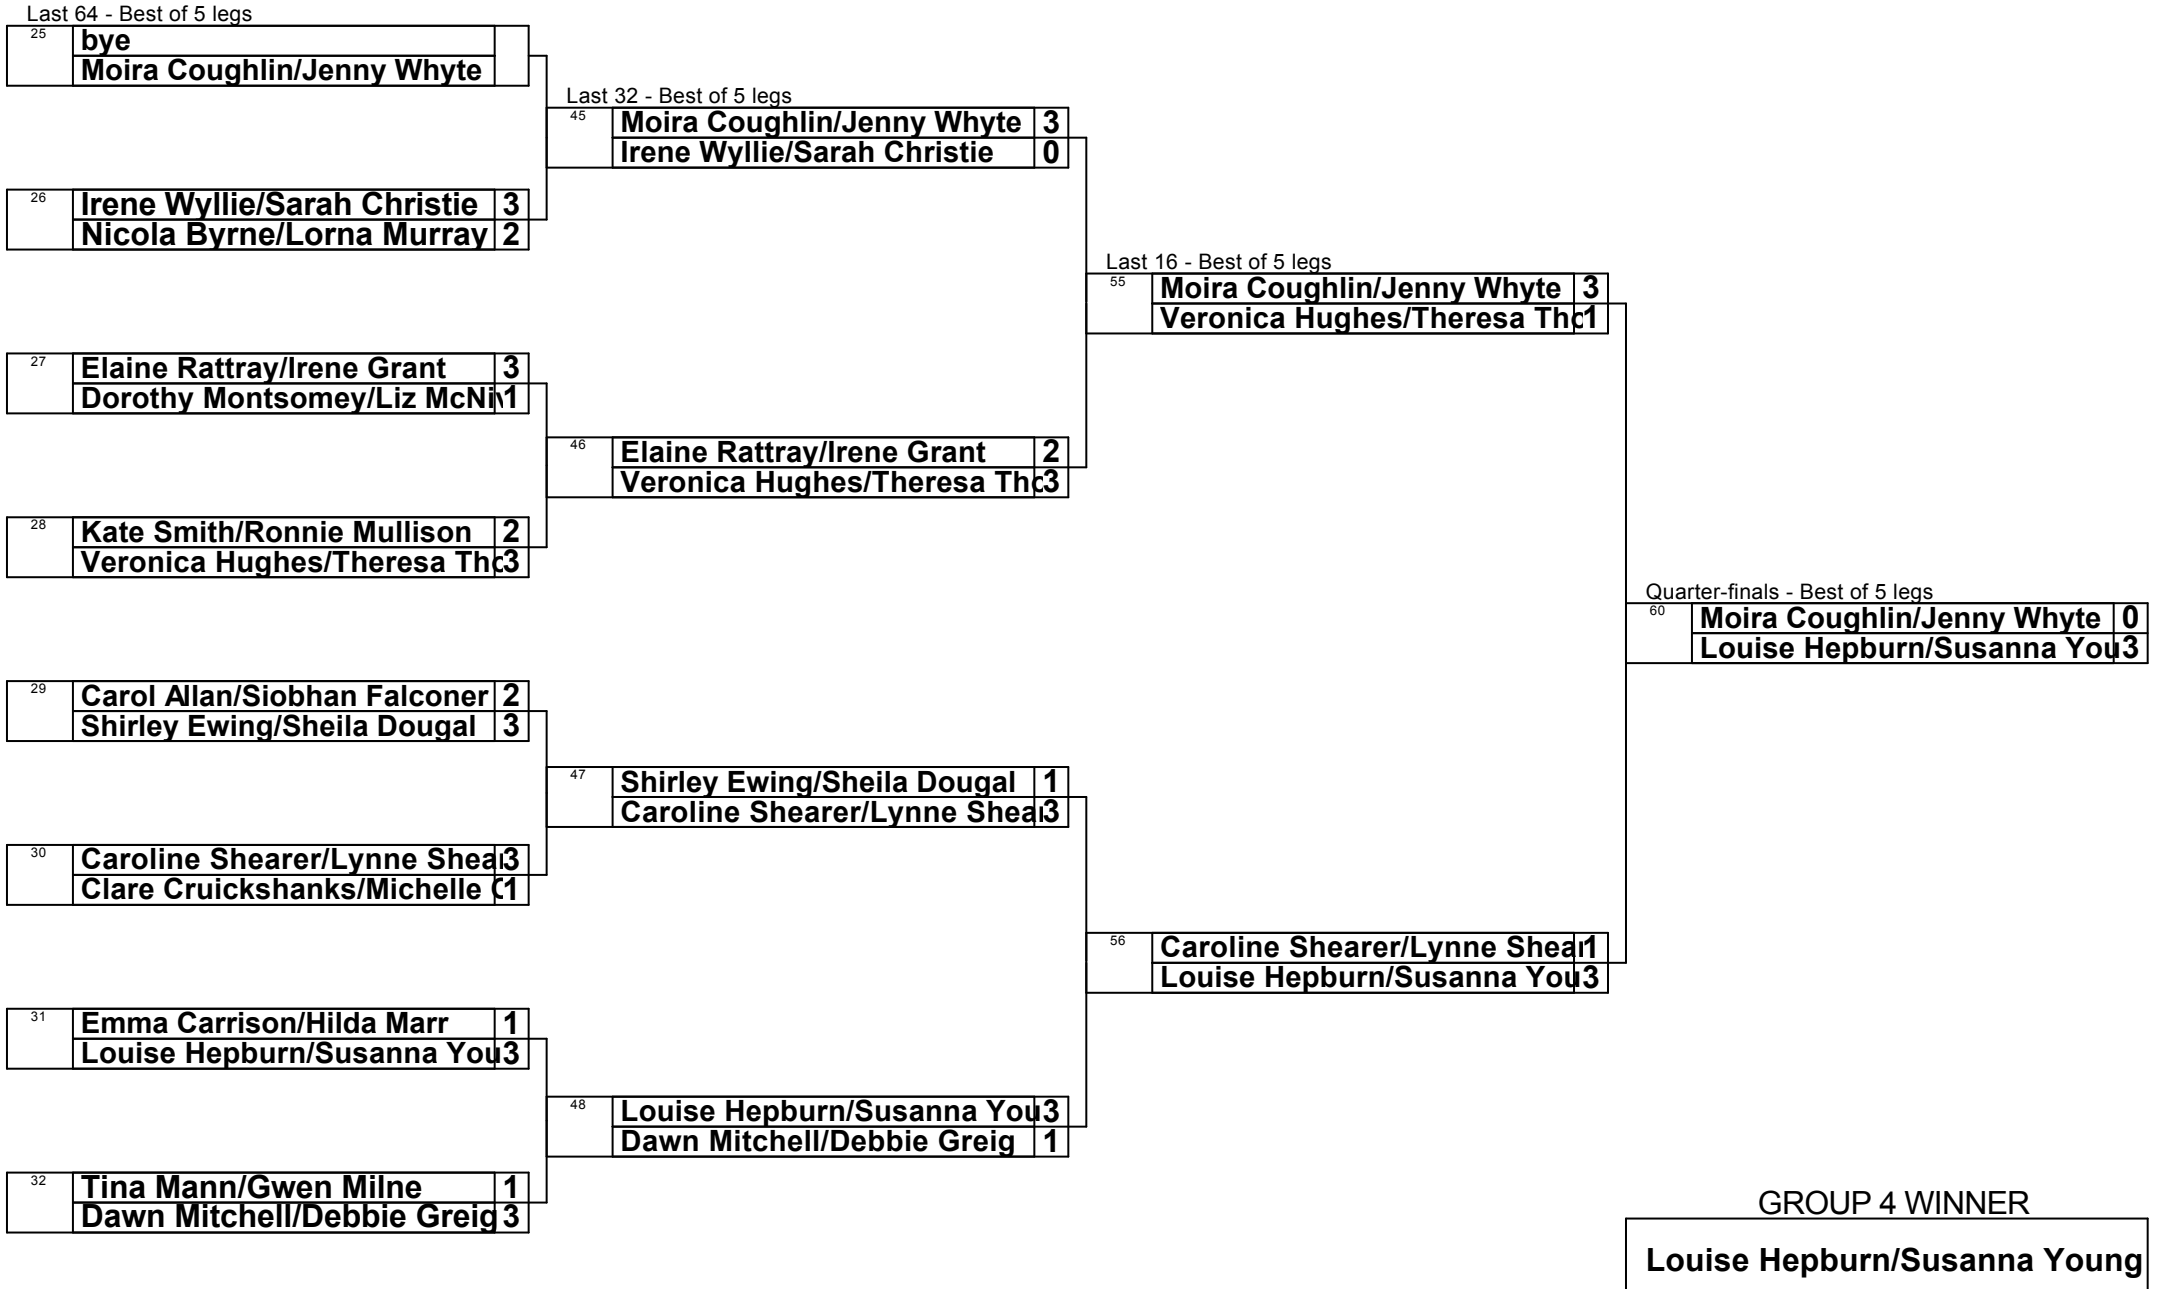 Last 64 - Best of 5 legs
25 bye
Moira Coughlin/Jenny Whyte
26 Irene Wyllie/Sarah Christie 3
Nicola Byrne/Lorna Murray 2
27 Elaine Rattray/Irene Grant 3
Dorothy Montsomey/Liz McNiv 1
28 Kate Smith/Ronnie Mullison 2
Veronica Hughes/Theresa Tho 3
29 Carol Allan/Siobhan Falconer 2
Shirley Ewing/Sheila Dougal 3
30 Caroline Shearer/Lynne Shear 3
Clare Cruickshanks/Michelle 1
31 Emma Carrison/Hilda Marr 1
Louise Hepburn/Susanna You 3
32 Tina Mann/Gwen Milne 1
Dawn Mitchell/Debbie Greig 3
Last 32 - Best of 5 legs
45 Moira Coughlin/Jenny Whyte 3
Irene Wyllie/Sarah Christie 0
46 Elaine Rattray/Irene Grant 2
Veronica Hughes/Theresa Tho 3
47 Shirley Ewing/Sheila Dougal 1
Caroline Shearer/Lynne Shear 3
48 Louise Hepburn/Susanna You 3
Dawn Mitchell/Debbie Greig 1
Last 16 - Best of 5 legs
55 Moira Coughlin/Jenny Whyte 3
Veronica Hughes/Theresa Tho 1
56 Caroline Shearer/Lynne Shear 1
Louise Hepburn/Susanna You 3
Quarter-finals - Best of 5 legs
60 Moira Coughlin/Jenny Whyte 0
Louise Hepburn/Susanna You 3
GROUP 4 WINNER
Louise Hepburn/Susanna Young